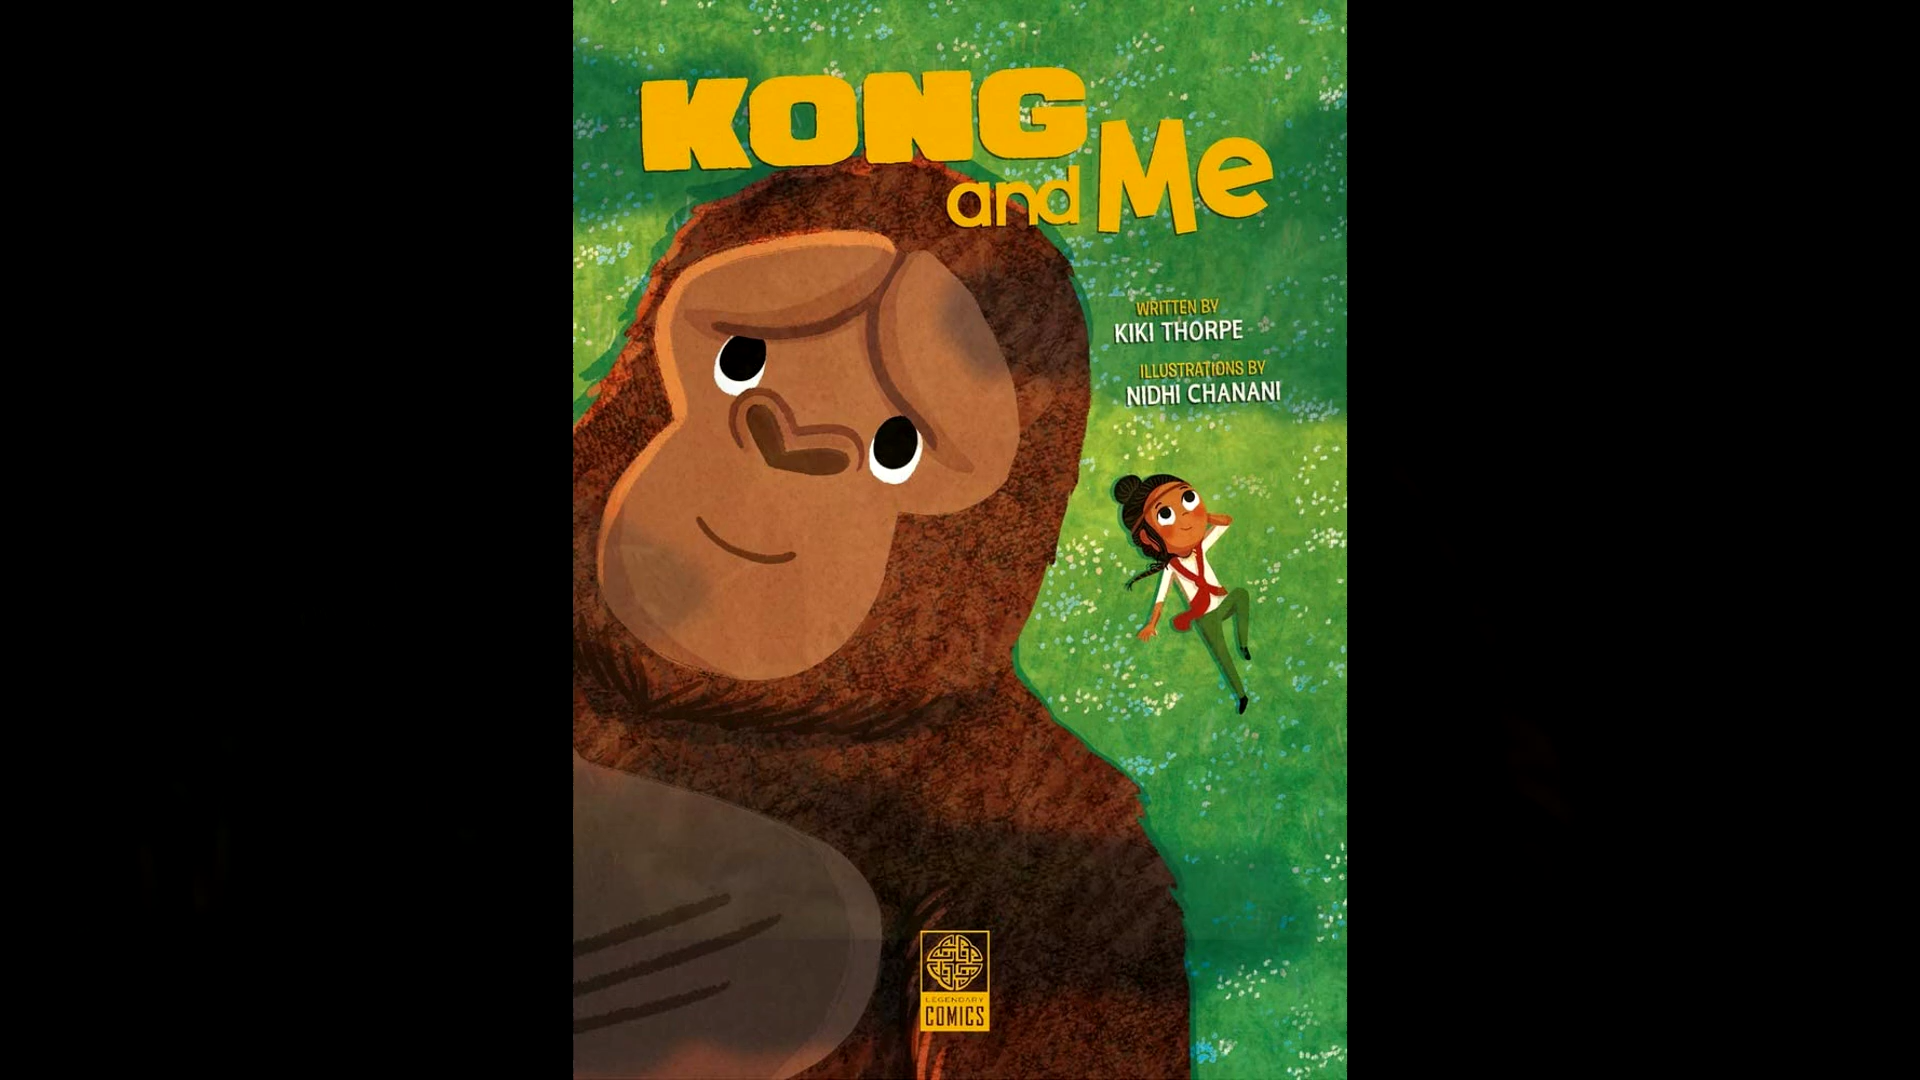 KONG
and Me
WRITTEN BY
KIKI THORPE
ILLUSTRATIONS BY
NIDHI CHANANI
LEGENDARY
COMICS